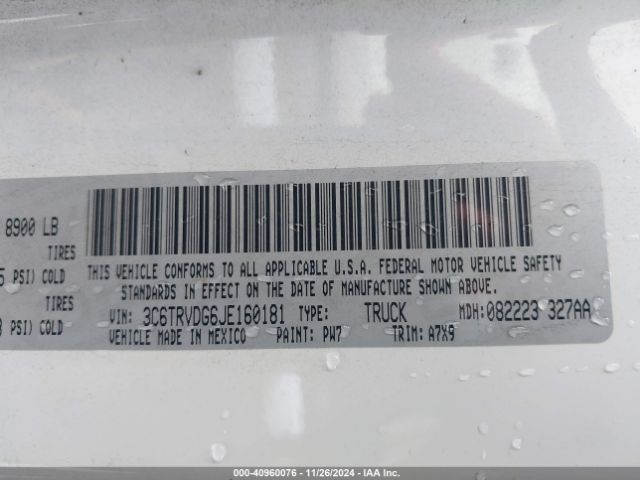 8900 LB
TIRES
5 PSI) COLD
TIRES
PSI) COLD
THIS VEHICLE CONFORMS TO ALL APPLICABLE U.S.A. FEDERAL MOTOR VEHICLE SAFETY
STANDARDS IN EFFECT ON THE DATE OF MANUFACTURE SHOWN ABOVE.
VIN: 3C6TRVDG6JE160181 TYPE: TRUCK MDH: 082223 327AA
VEHICLE MADE IN MEXICO PAINT: PW7 TRIM: A7X9
000-40960076 - 11/26/2024 - IAA Inc.